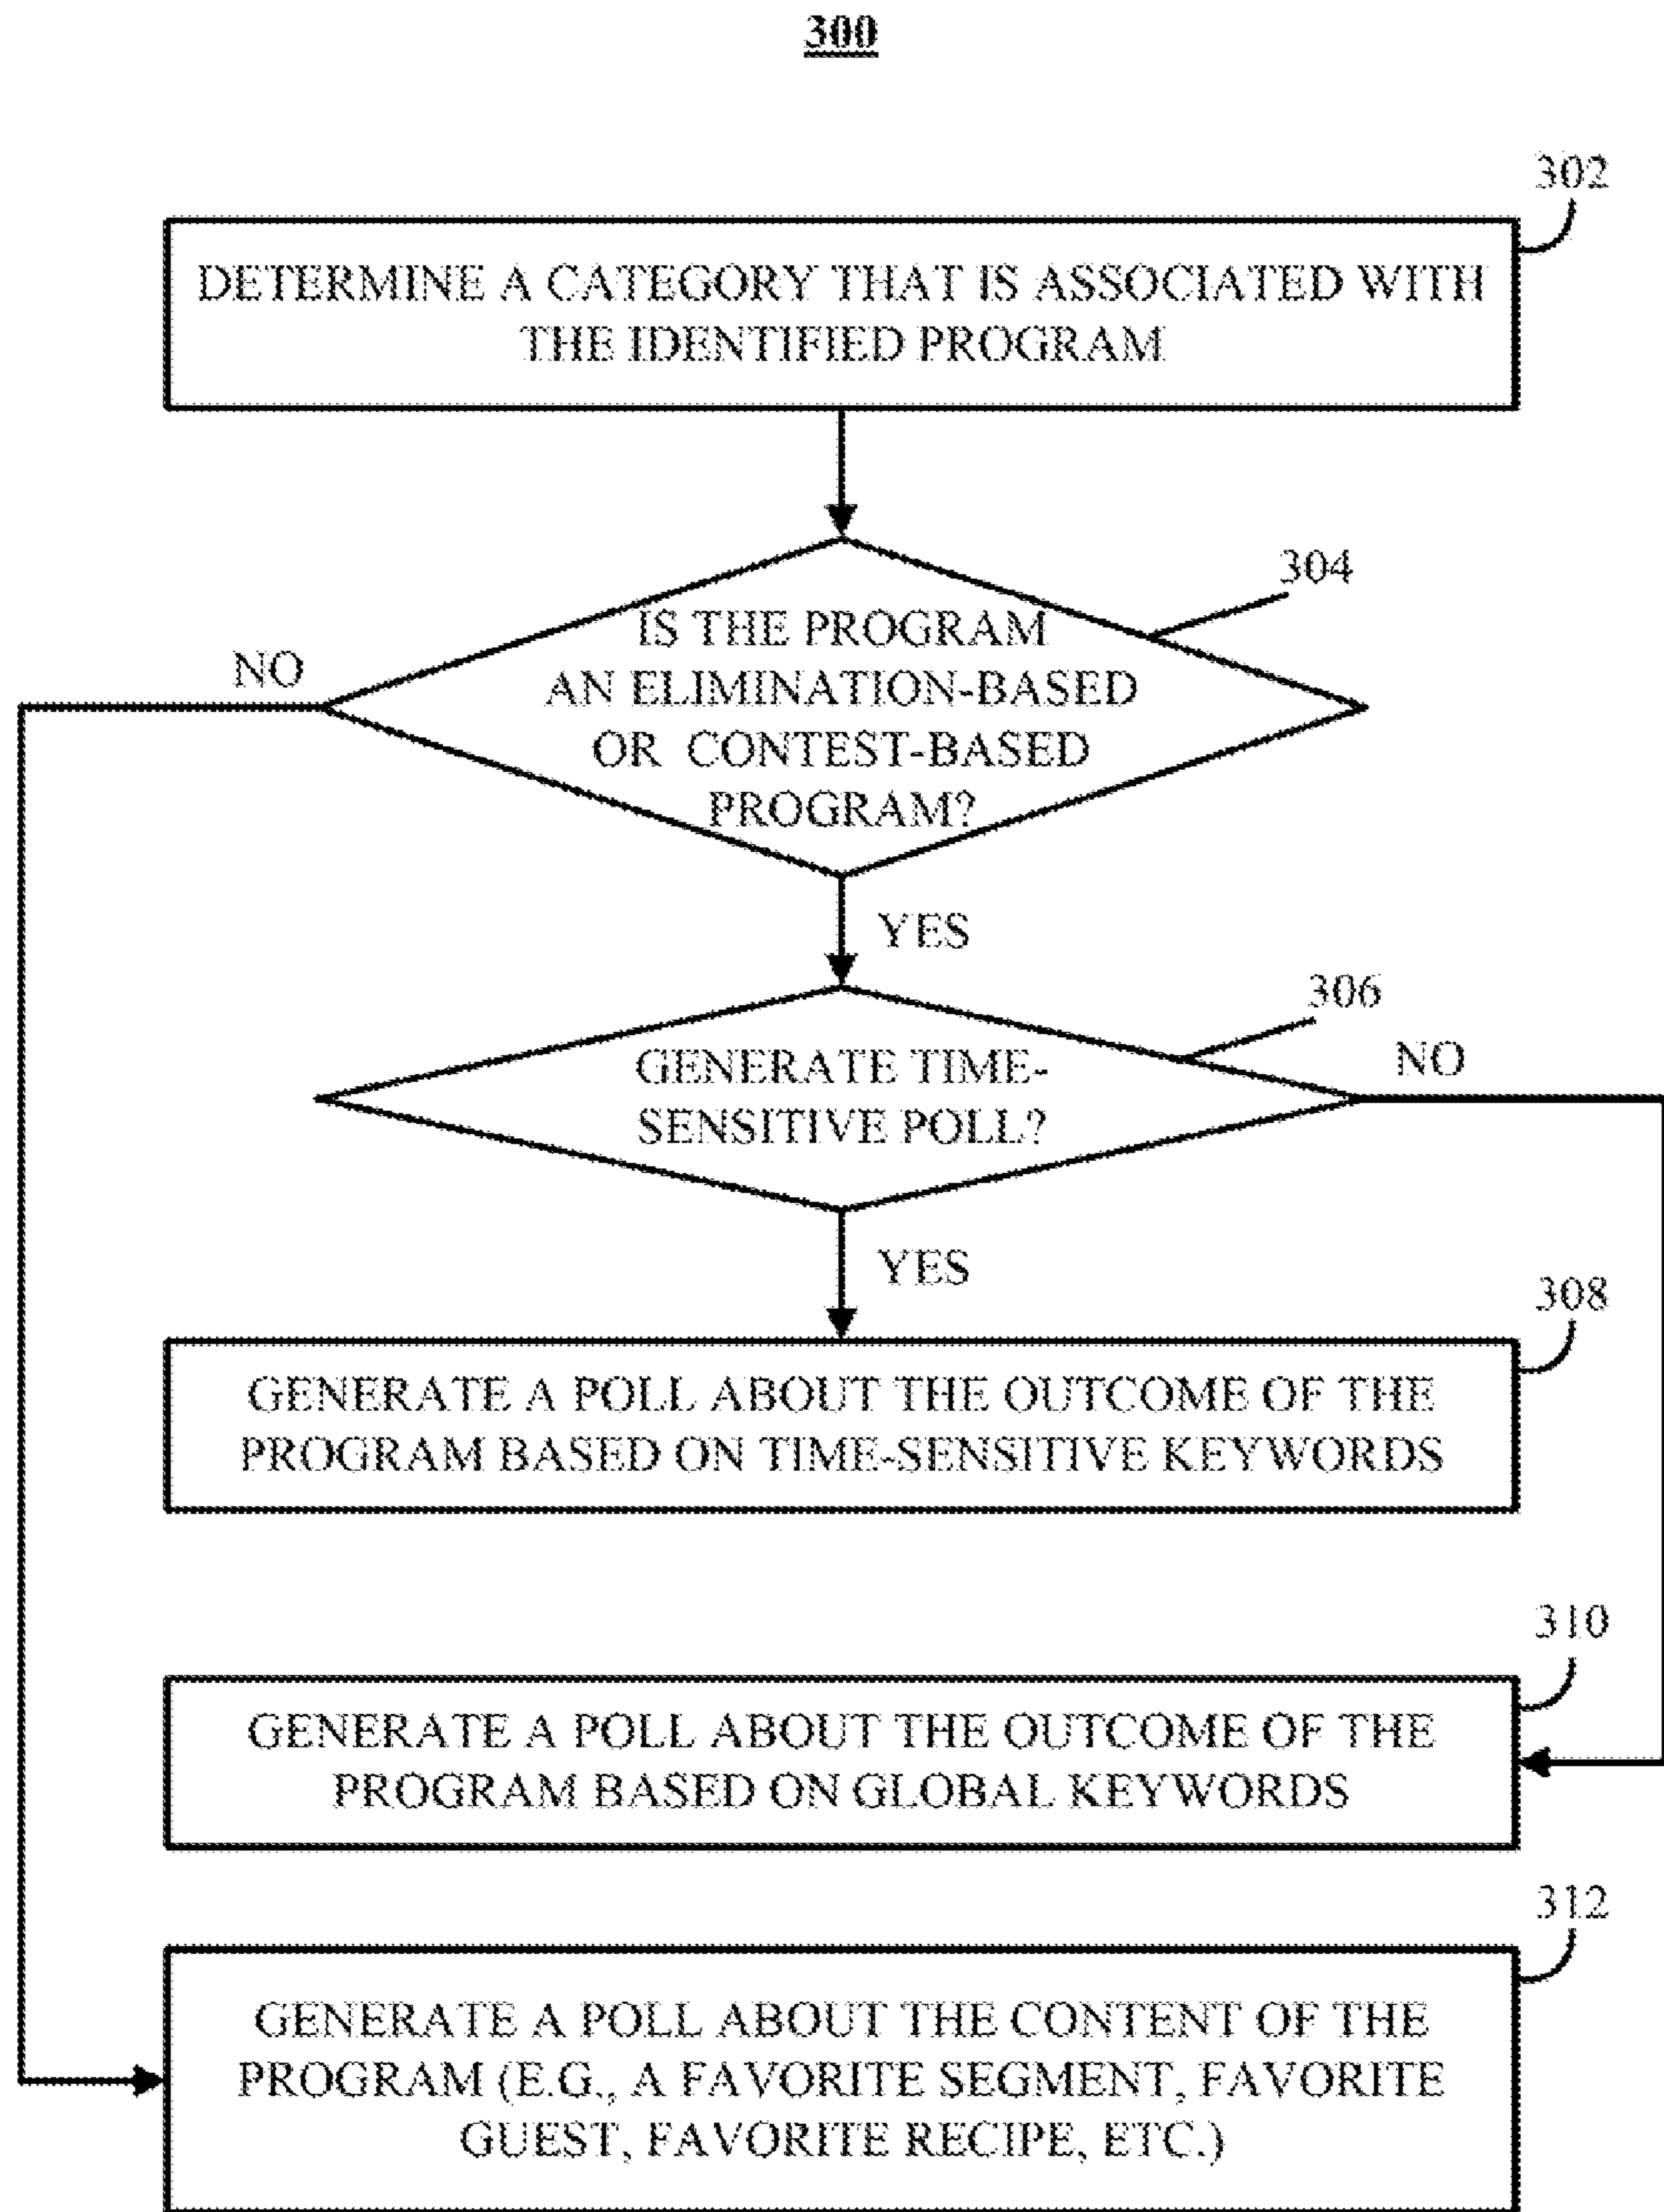 300
302
DETERMINE A CATEGORY THAT IS ASSOCIATED WITH
THE IDENTIFIED PROGRAM
304
IS THE PROGRAM
AN ELIMINATION-BASED
OR CONTEST-BASED
PROGRAM?
NO
YES
306
GENERATE TIME-
SENSITIVE POLL?
NO
YES
308
GENERATE A POLL ABOUT THE OUTCOME OF THE
PROGRAM BASED ON TIME-SENSITIVE KEYWORDS
310
GENERATE A POLL ABOUT THE OUTCOME OF THE
PROGRAM BASED ON GLOBAL KEYWORDS
312
GENERATE A POLL ABOUT THE CONTENT OF THE
PROGRAM (E.G., A FAVORITE SEGMENT, FAVORITE
GUEST, FAVORITE RECIPE, ETC.)